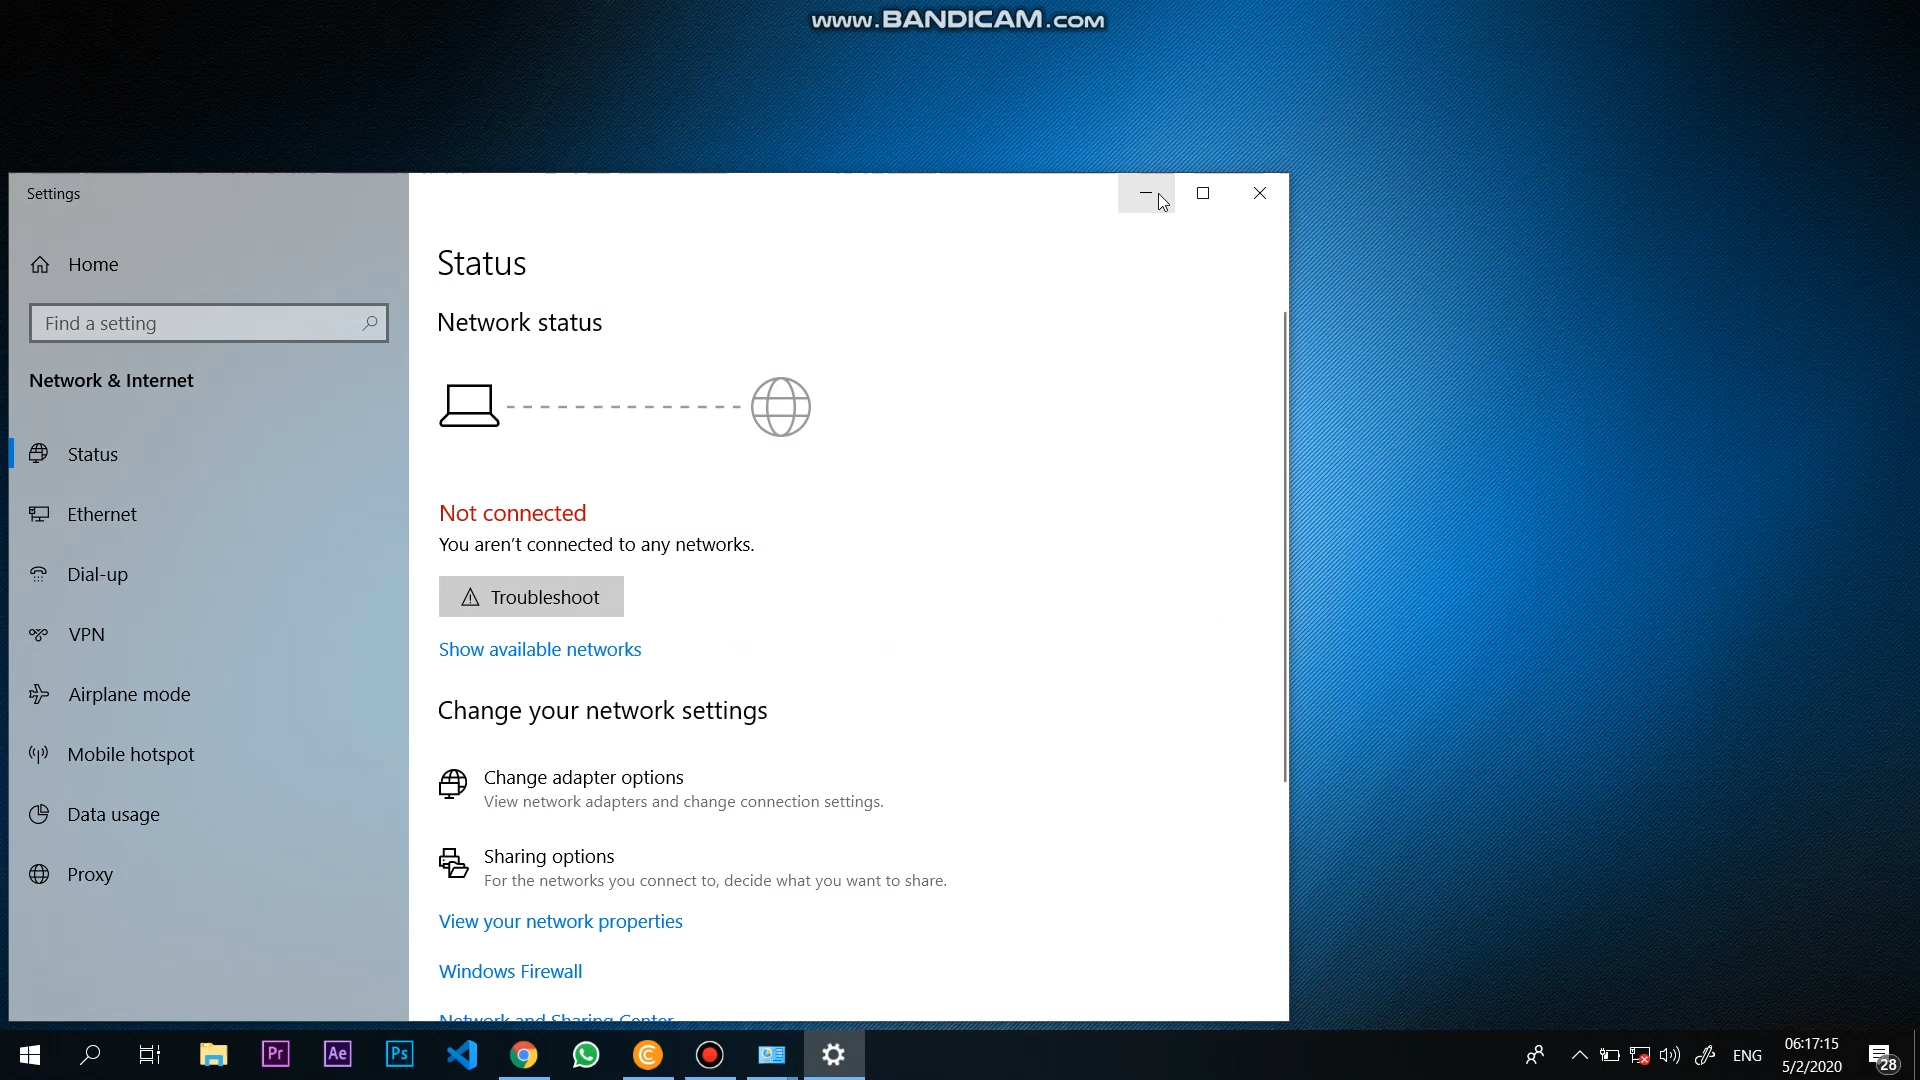 www.BANDICAM.com
Settings
Home
Find a setting
Network & Internet
Status
Ethernet
Dial-up
VPN
Airplane mode
Mobile hotspot
Data usage
Proxy
Status
Network status
Not connected
You aren't connected to any networks.
Troubleshoot
Show available networks
Change your network settings
Change adapter options
View network adapters and change connection settings.
Sharing options
For the networks you connect to, decide what you want to share.
View your network properties
Windows Firewall
Network and Sharing Center
Pr
Ae
Ps
ENG
06:17:15
5/2/2020
28